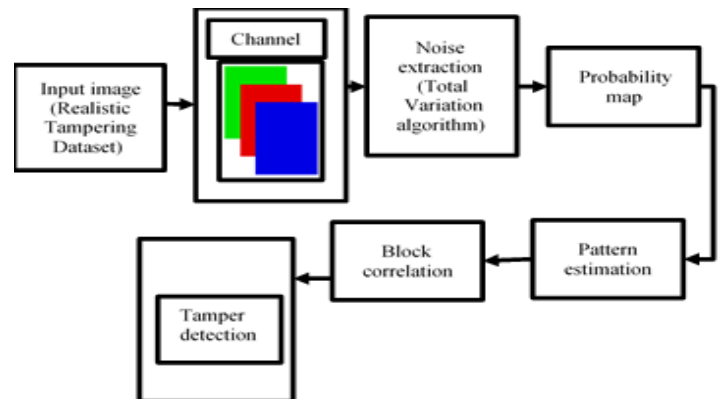 Input image
(Realistic
Tampering
Dataset)
Channel
Noise
extraction
(Total
Variation
algorithm)
Probability
map
Pattern
estimation
Block
correlation
Tamper
detection